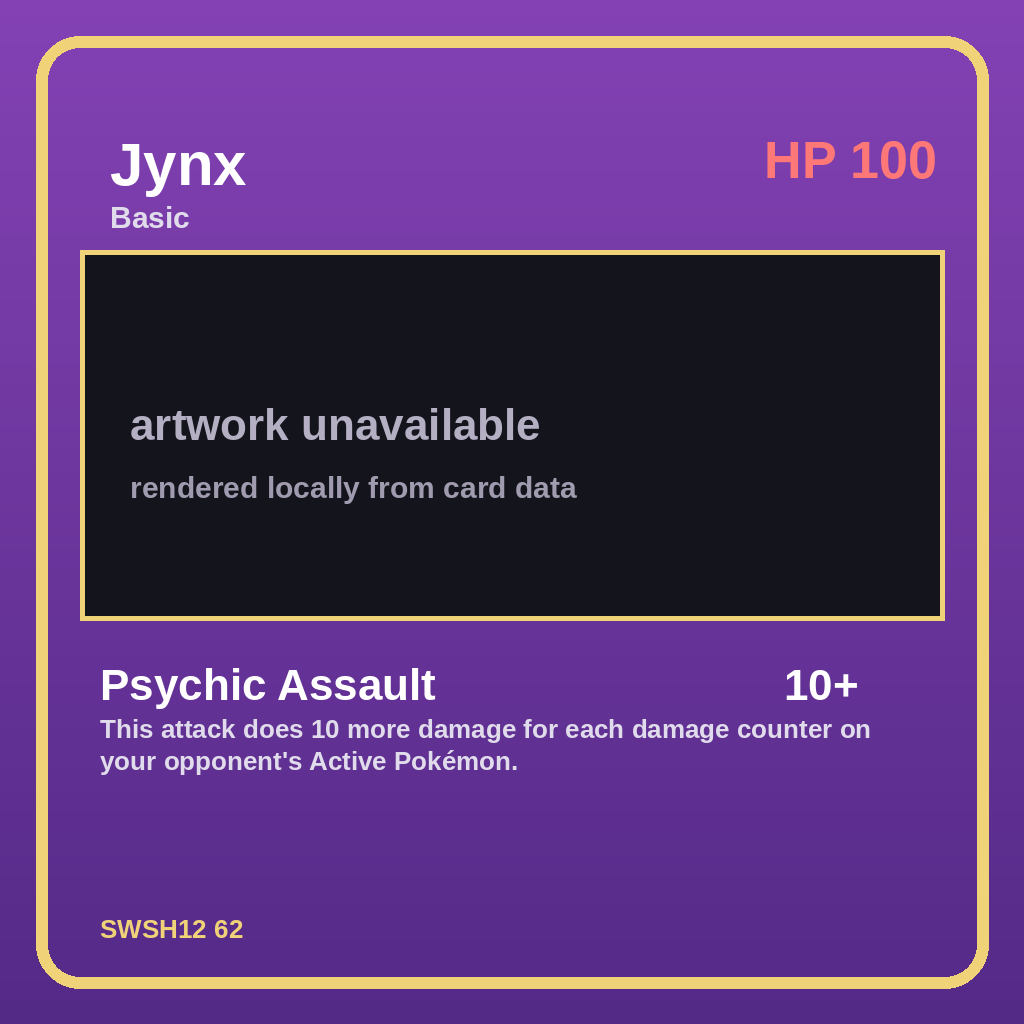 Jynx
HP 100
Basic
artwork unavailable
rendered locally from card data
Psychic Assault 10+
This attack does 10 more damage for each damage counter on
your opponent's Active Pokémon.
SWSH12 62